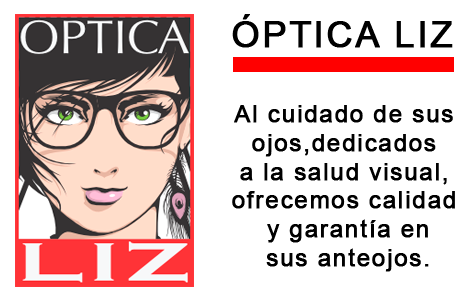 OPTICA
LIZ
ÓPTICA LIZ
Al cuidado de sus
ojos,dedicados
a la salud visual,
ofrecemos calidad
y garantía en
sus anteojos.